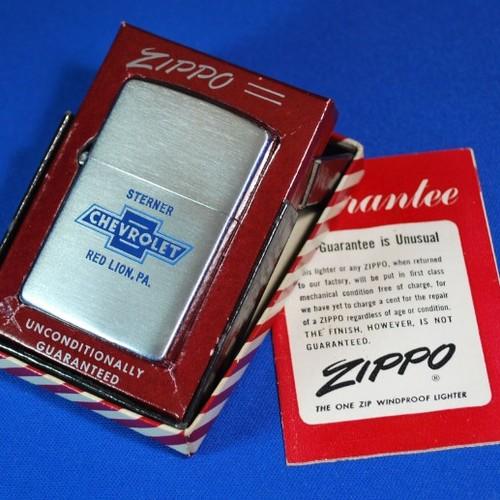 ZIPPO
STERNER
CHEVROLET
RED LION, PA.
UNCONDITIONALLY
GUARANTEED
rantee
Guarantee is Unusual
his lighter or any ZIPPO, when returned
to our factory, will be put in first class
mechanical condition free of charge, for
we have yet to charge a cent for the repair
of a ZIPPO regardless of age or condition.
THE FINISH, HOWEVER, IS NOT
GUARANTEED.
ZIPPO ®
THE ONE ZIP WINDPROOF LIGHTER